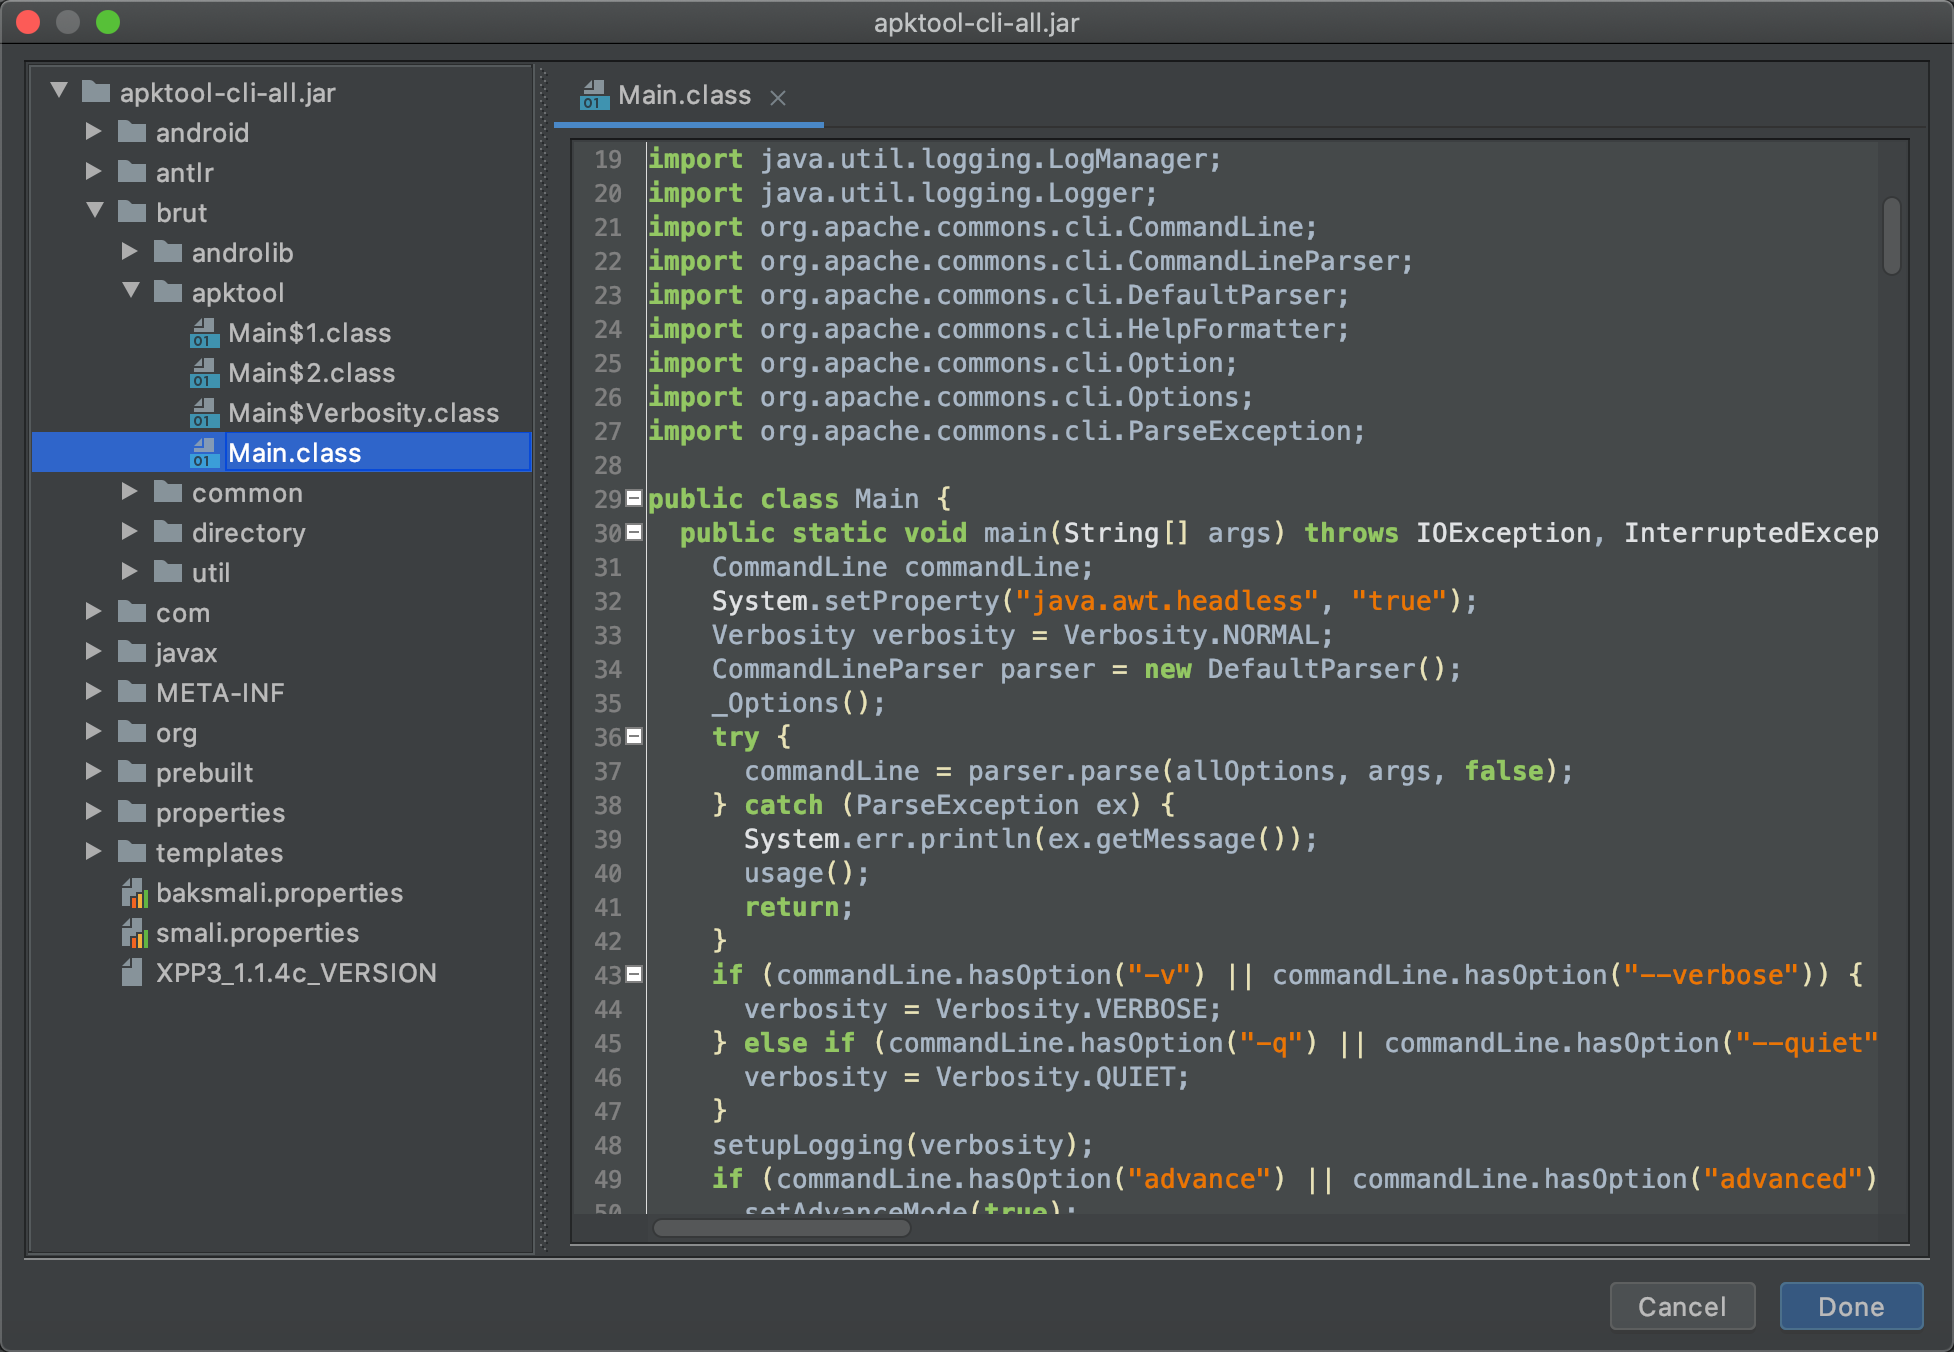 apktool-cli-all.jar
apktool-cli-all.jar
android
antlr
brut
androlib
apktool
01 Main$1.class
01 Main$2.class
01 Main$Verbosity.class
01 Main.class
common
directory
util
com
javax
META-INF
org
prebuilt
properties
templates
baksmali.properties
smali.properties
XPP3_1.1.4c_VERSION
01 Main.class ×
19 import java.util.logging.LogManager;
20 import java.util.logging.Logger;
21 import org.apache.commons.cli.CommandLine;
22 import org.apache.commons.cli.CommandLineParser;
23 import org.apache.commons.cli.DefaultParser;
24 import org.apache.commons.cli.HelpFormatter;
25 import org.apache.commons.cli.Option;
26 import org.apache.commons.cli.Options;
27 import org.apache.commons.cli.ParseException;
28
29 public class Main {
30 public static void main(String[] args) throws IOException, InterruptedExcep
31 CommandLine commandLine;
32 System.setProperty("java.awt.headless", "true");
33 Verbosity verbosity = Verbosity.NORMAL;
34 CommandLineParser parser = new DefaultParser();
35 _Options();
36 try {
37 commandLine = parser.parse(allOptions, args, false);
38 } catch (ParseException ex) {
39 System.err.println(ex.getMessage());
40 usage();
41 return;
42 }
43 if (commandLine.hasOption("-v") || commandLine.hasOption("--verbose")) {
44 verbosity = Verbosity.VERBOSE;
45 } else if (commandLine.hasOption("-q") || commandLine.hasOption("--quiet"
46 verbosity = Verbosity.QUIET;
47 }
48 setupLogging(verbosity);
49 if (commandLine.hasOption("advance") || commandLine.hasOption("advanced")
50 setAdvanceMode(true);
Cancel
Done